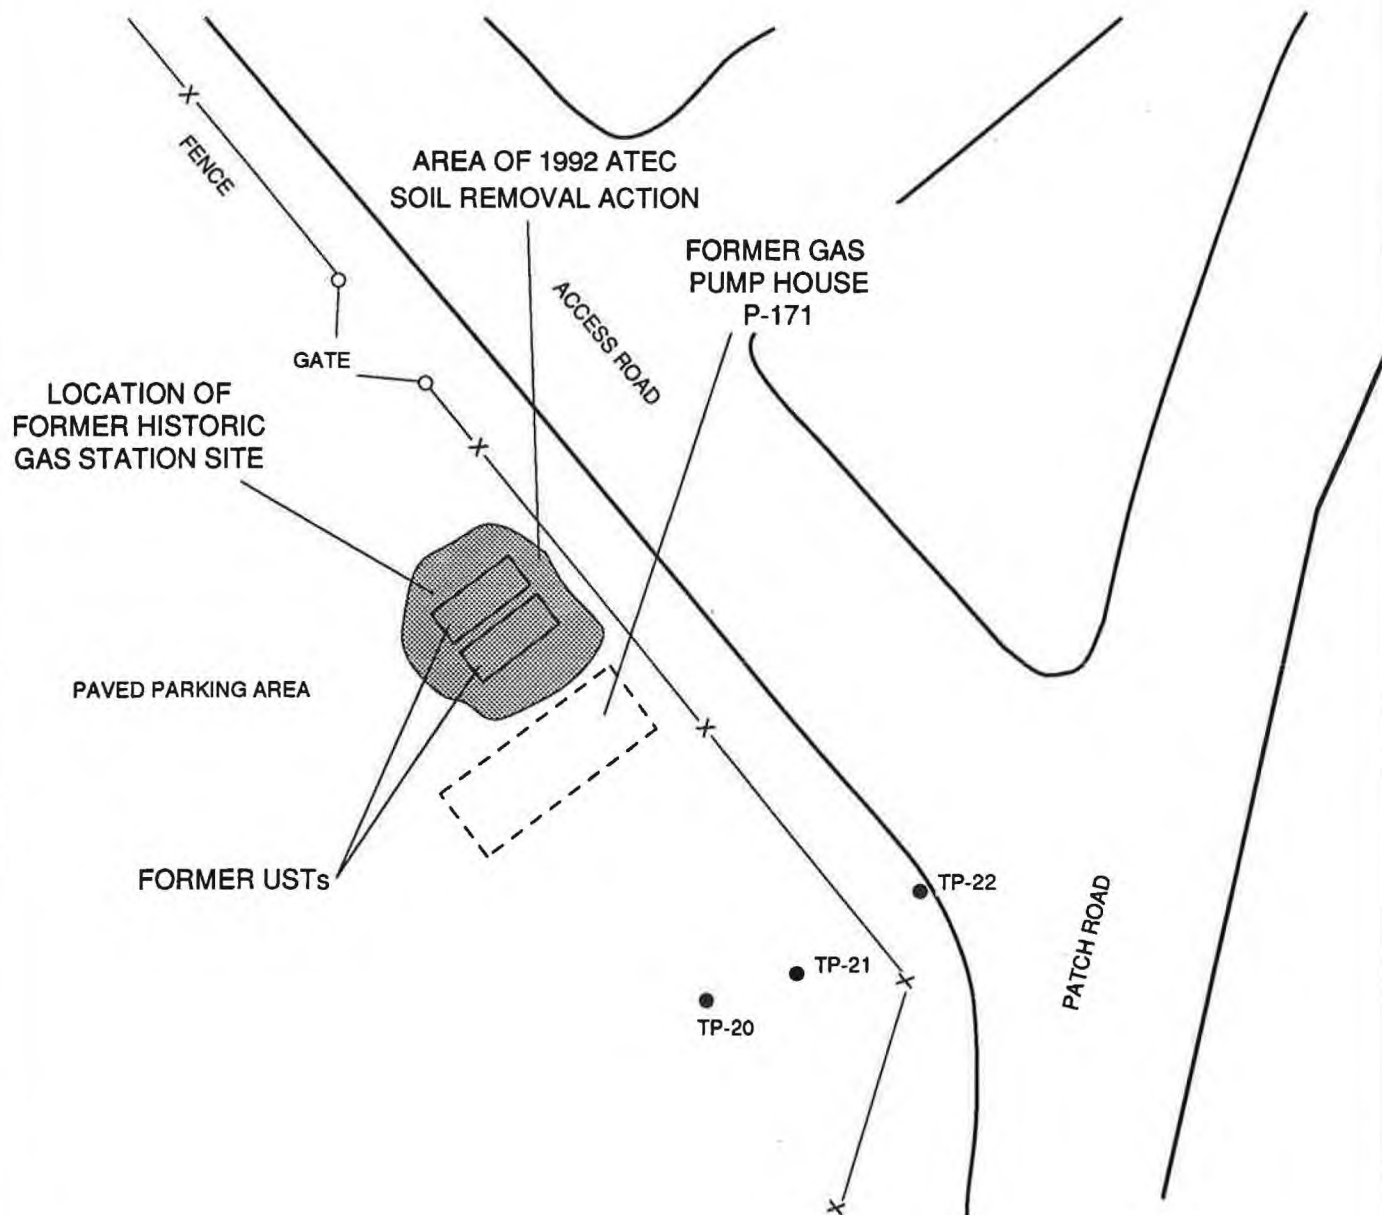 FENCE
AREA OF 1992 ATEC
SOIL REMOVAL ACTION
FORMER GAS
PUMP HOUSE
P-171
ACCESS ROAD
GATE
LOCATION OF
FORMER HISTORIC
GAS STATION SITE
PAVED PARKING AREA
FORMER USTs
TP-22
TP-21
TP-20
PATCH ROAD